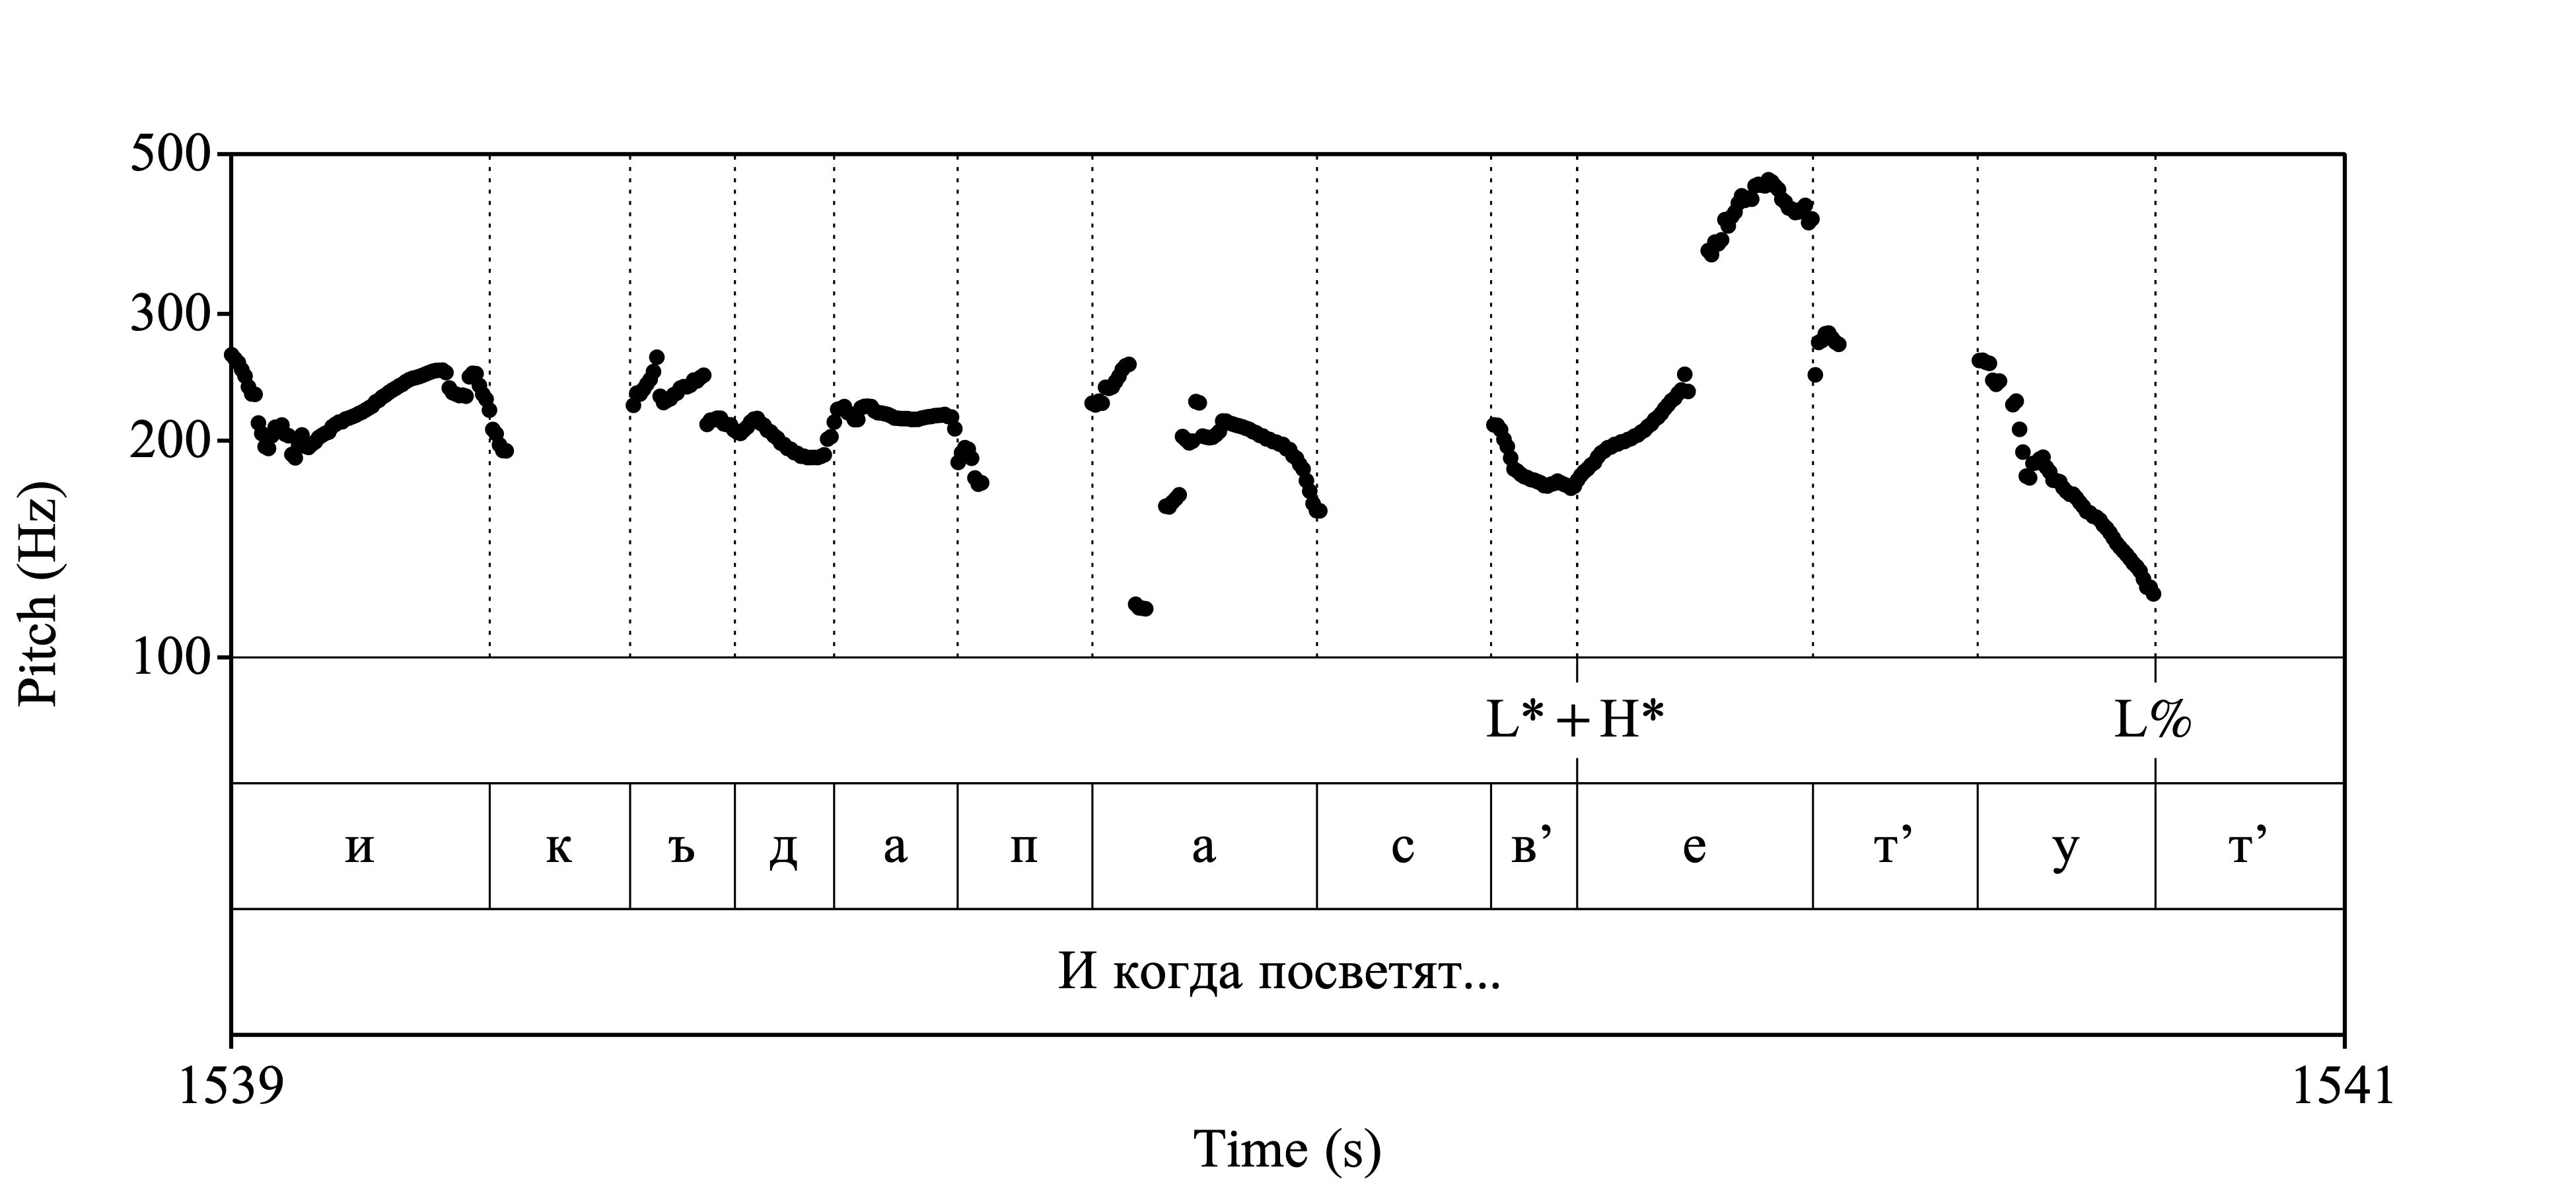 500
300
200
100
Pitch (Hz)
L* + H* L%
и к ъ д а п а с в’ е т’ у т’
И когда посветят...
1539 1541
Time (s)